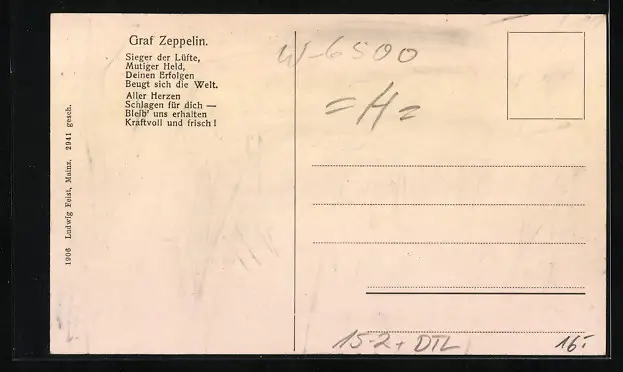 Graf Zeppelin.
Sieger der Lüfte,
Mutiger Held,
Deinen Erfolgen
Beugt sich die Welt.
Aller Herzen
Schlagen für dich —
Bleib' uns erhalten
Kraftvoll und frisch!
1906 Ludwig Feist, Mainz. 2941 gesch.
W-6500
=H=
15-2+DTL
16.-